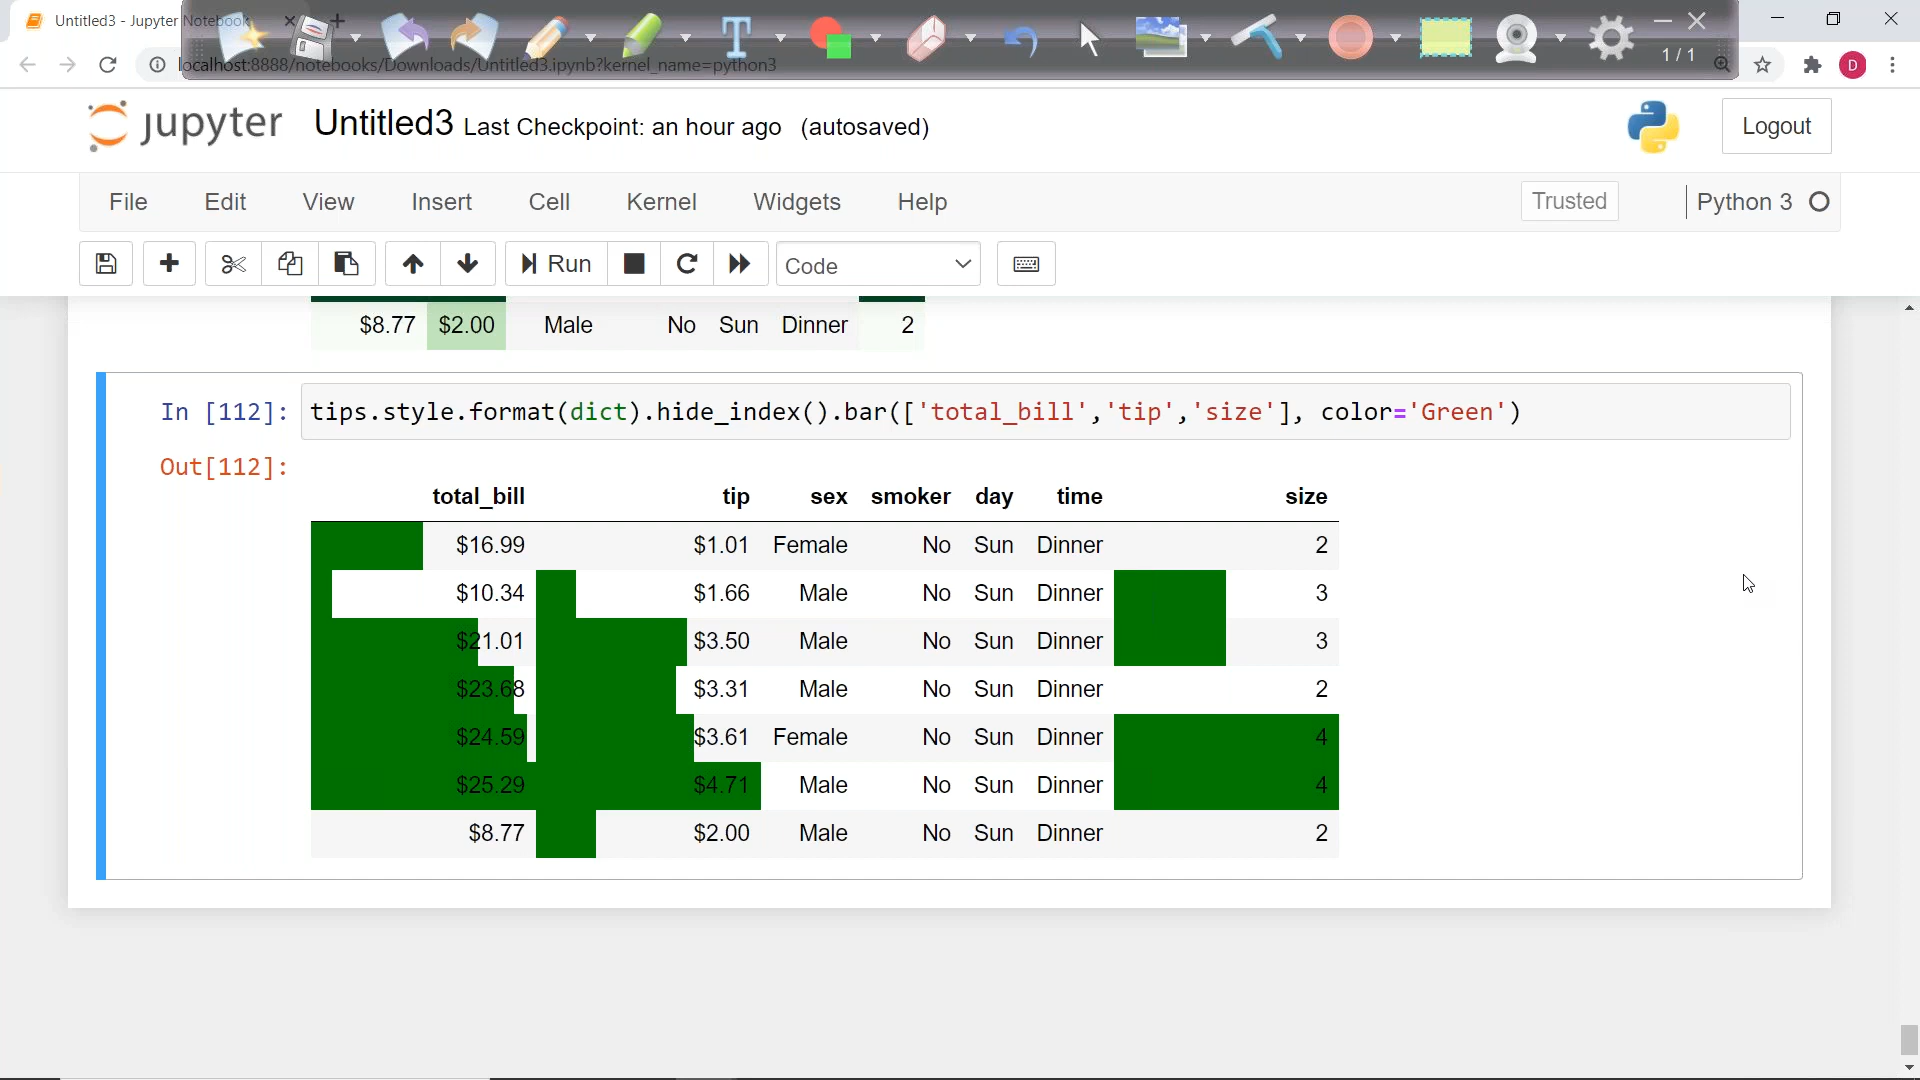 Untitled3 - Jupyter Notebook
localhost:8888/notebooks/Downloads/Untitled3.ipynb?kernel_name=python3
1/1
D
jupyter Untitled3 Last Checkpoint: an hour ago (autosaved)
Logout
File Edit View Insert Cell Kernel Widgets Help
Trusted Python 3
Run Code
$8.77 $2.00 Male No Sun Dinner 2
In [112]: tips.style.format(dict).hide_index().bar(['total_bill','tip','size'], color='Green')
Out[112]:
total_bill tip sex smoker day time size
$16.99 $1.01 Female No Sun Dinner 2
$10.34 $1.66 Male No Sun Dinner 3
$21.01 $3.50 Male No Sun Dinner 3
$23.68 $3.31 Male No Sun Dinner 2
$24.59 $3.61 Female No Sun Dinner 4
$25.29 $4.71 Male No Sun Dinner 4
$8.77 $2.00 Male No Sun Dinner 2